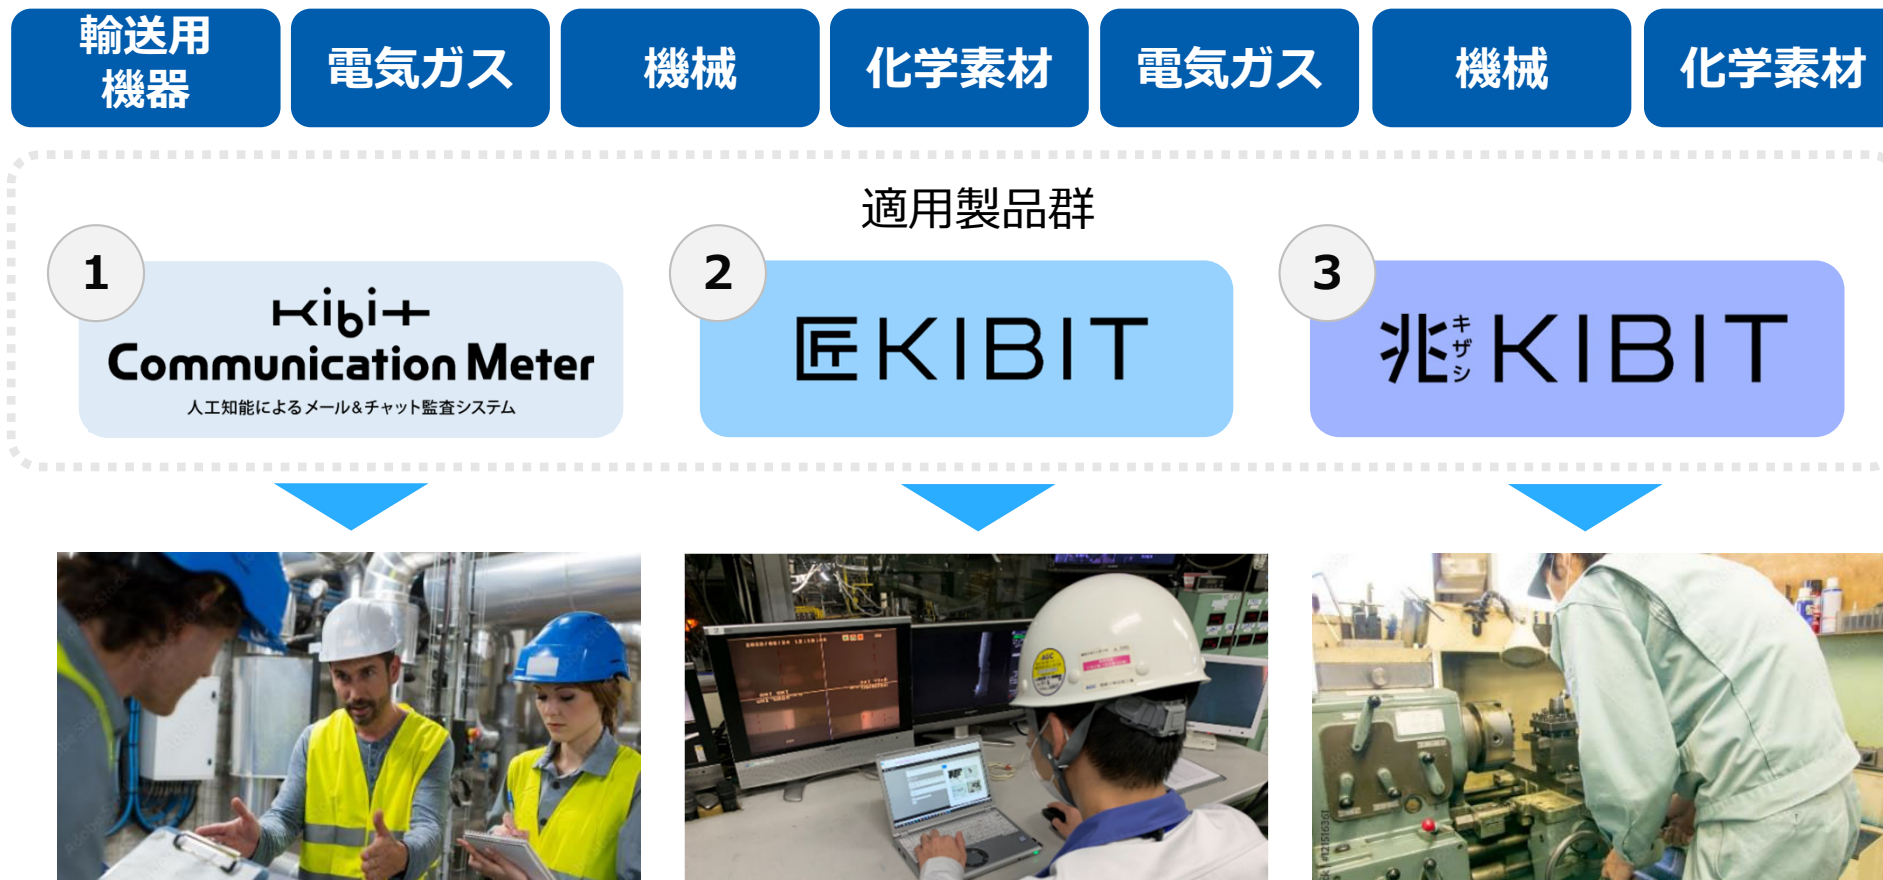 輸送用
機器
電気ガス
機械
化学素材
電気ガス
機械
化学素材
適用製品群
1
kibit
Communication Meter
人工知能によるメール&チャット監査システム
2
匠KIBIT
3
兆キザシKIBIT
AGC
#121516361